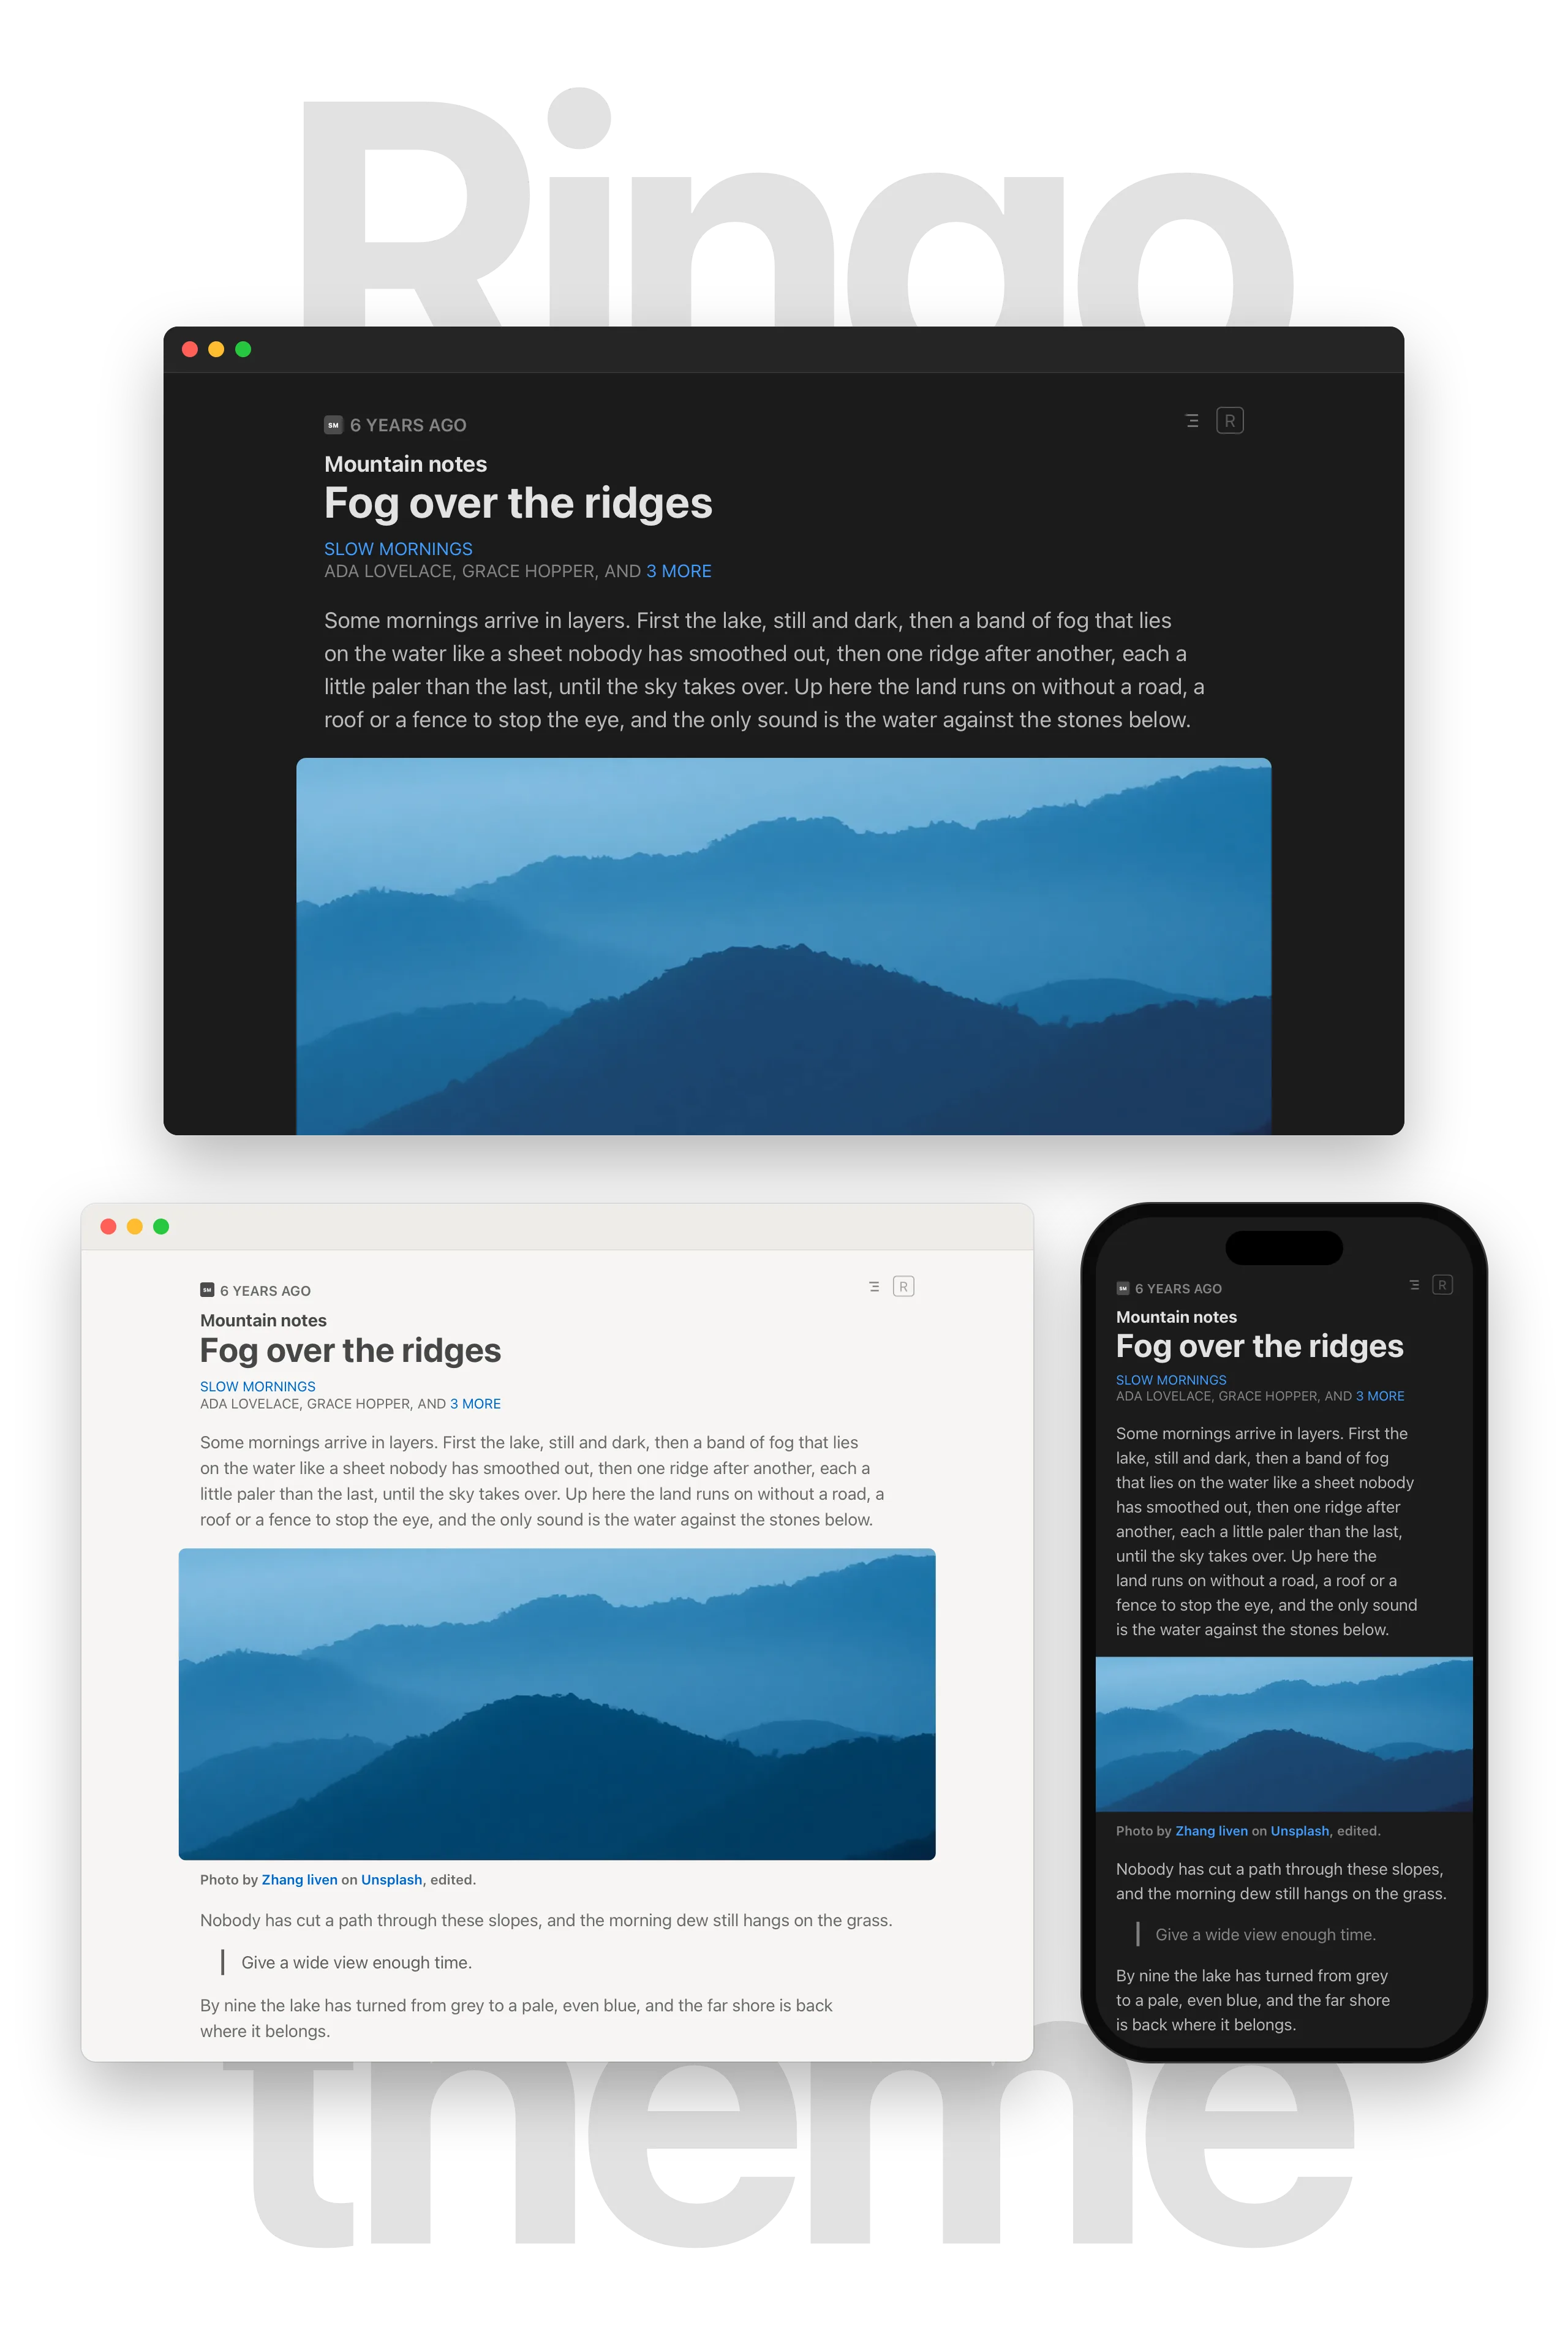 Ringo
SM 6 YEARS AGO
R
Mountain notes
Fog over the ridges
SLOW MORNINGS
ADA LOVELACE, GRACE HOPPER, AND 3 MORE
Some mornings arrive in layers. First the lake, still and dark, then a band of fog that lies
on the water like a sheet nobody has smoothed out, then one ridge after another, each a
little paler than the last, until the sky takes over. Up here the land runs on without a road, a
roof or a fence to stop the eye, and the only sound is the water against the stones below.
SM 6 YEARS AGO
R
Mountain notes
Fog over the ridges
SLOW MORNINGS
ADA LOVELACE, GRACE HOPPER, AND 3 MORE
Some mornings arrive in layers. First the lake, still and dark, then a band of fog that lies
on the water like a sheet nobody has smoothed out, then one ridge after another, each a
little paler than the last, until the sky takes over. Up here the land runs on without a road, a
roof or a fence to stop the eye, and the only sound is the water against the stones below.
Photo by Zhang liven on Unsplash, edited.
Nobody has cut a path through these slopes, and the morning dew still hangs on the grass.
Give a wide view enough time.
By nine the lake has turned from grey to a pale, even blue, and the far shore is back
where it belongs.
SM 6 YEARS AGO
R
Mountain notes
Fog over the ridges
SLOW MORNINGS
ADA LOVELACE, GRACE HOPPER, AND 3 MORE
Some mornings arrive in layers. First the
lake, still and dark, then a band of fog
that lies on the water like a sheet nobody
has smoothed out, then one ridge after
another, each a little paler than the last,
until the sky takes over. Up here the
land runs on without a road, a roof or a
fence to stop the eye, and the only sound
is the water against the stones below.
Photo by Zhang liven on Unsplash, edited.
Nobody has cut a path through these slopes,
and the morning dew still hangs on the grass.
Give a wide view enough time.
By nine the lake has turned from grey
to a pale, even blue, and the far shore
is back where it belongs.
theme